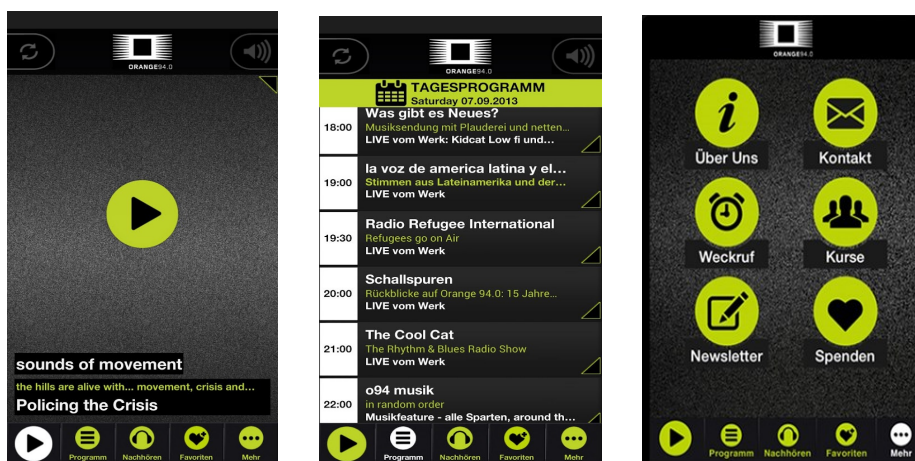 ORANGE94.0
sounds of movement
the hills are alive with... movement, crisis and...
Policing the Crisis
Programm
Nachhören
Favoriten
Mehr
ORANGE94.0
TAGESPROGRAMM
Saturday 07.09.2013
18:00
Was gibt es Neues?
Musiksendung mit Plauderei und netten...
LIVE vom Werk: Kidcat Low fi und...
19:00
la voz de america latina y el...
Stimmen aus Lateinamerika und der...
LIVE vom Werk
19:30
Radio Refugee International
Refugees go on Air
LIVE vom Werk
20:00
Schallspuren
Rückblicke auf Orange 94.0: 15 Jahre...
LIVE vom Werk
21:00
The Cool Cat
The Rhythm & Blues Radio Show
LIVE vom Werk
22:00
o94 musik
in random order
Musikfeature - alle Sparten, around th...
Programm
Nachhören
Favoriten
Mehr
ORANGE94.0
Über Uns
Kontakt
Weckruf
Kurse
Newsletter
Spenden
Programm
Nachhören
Favoriten
Mehr